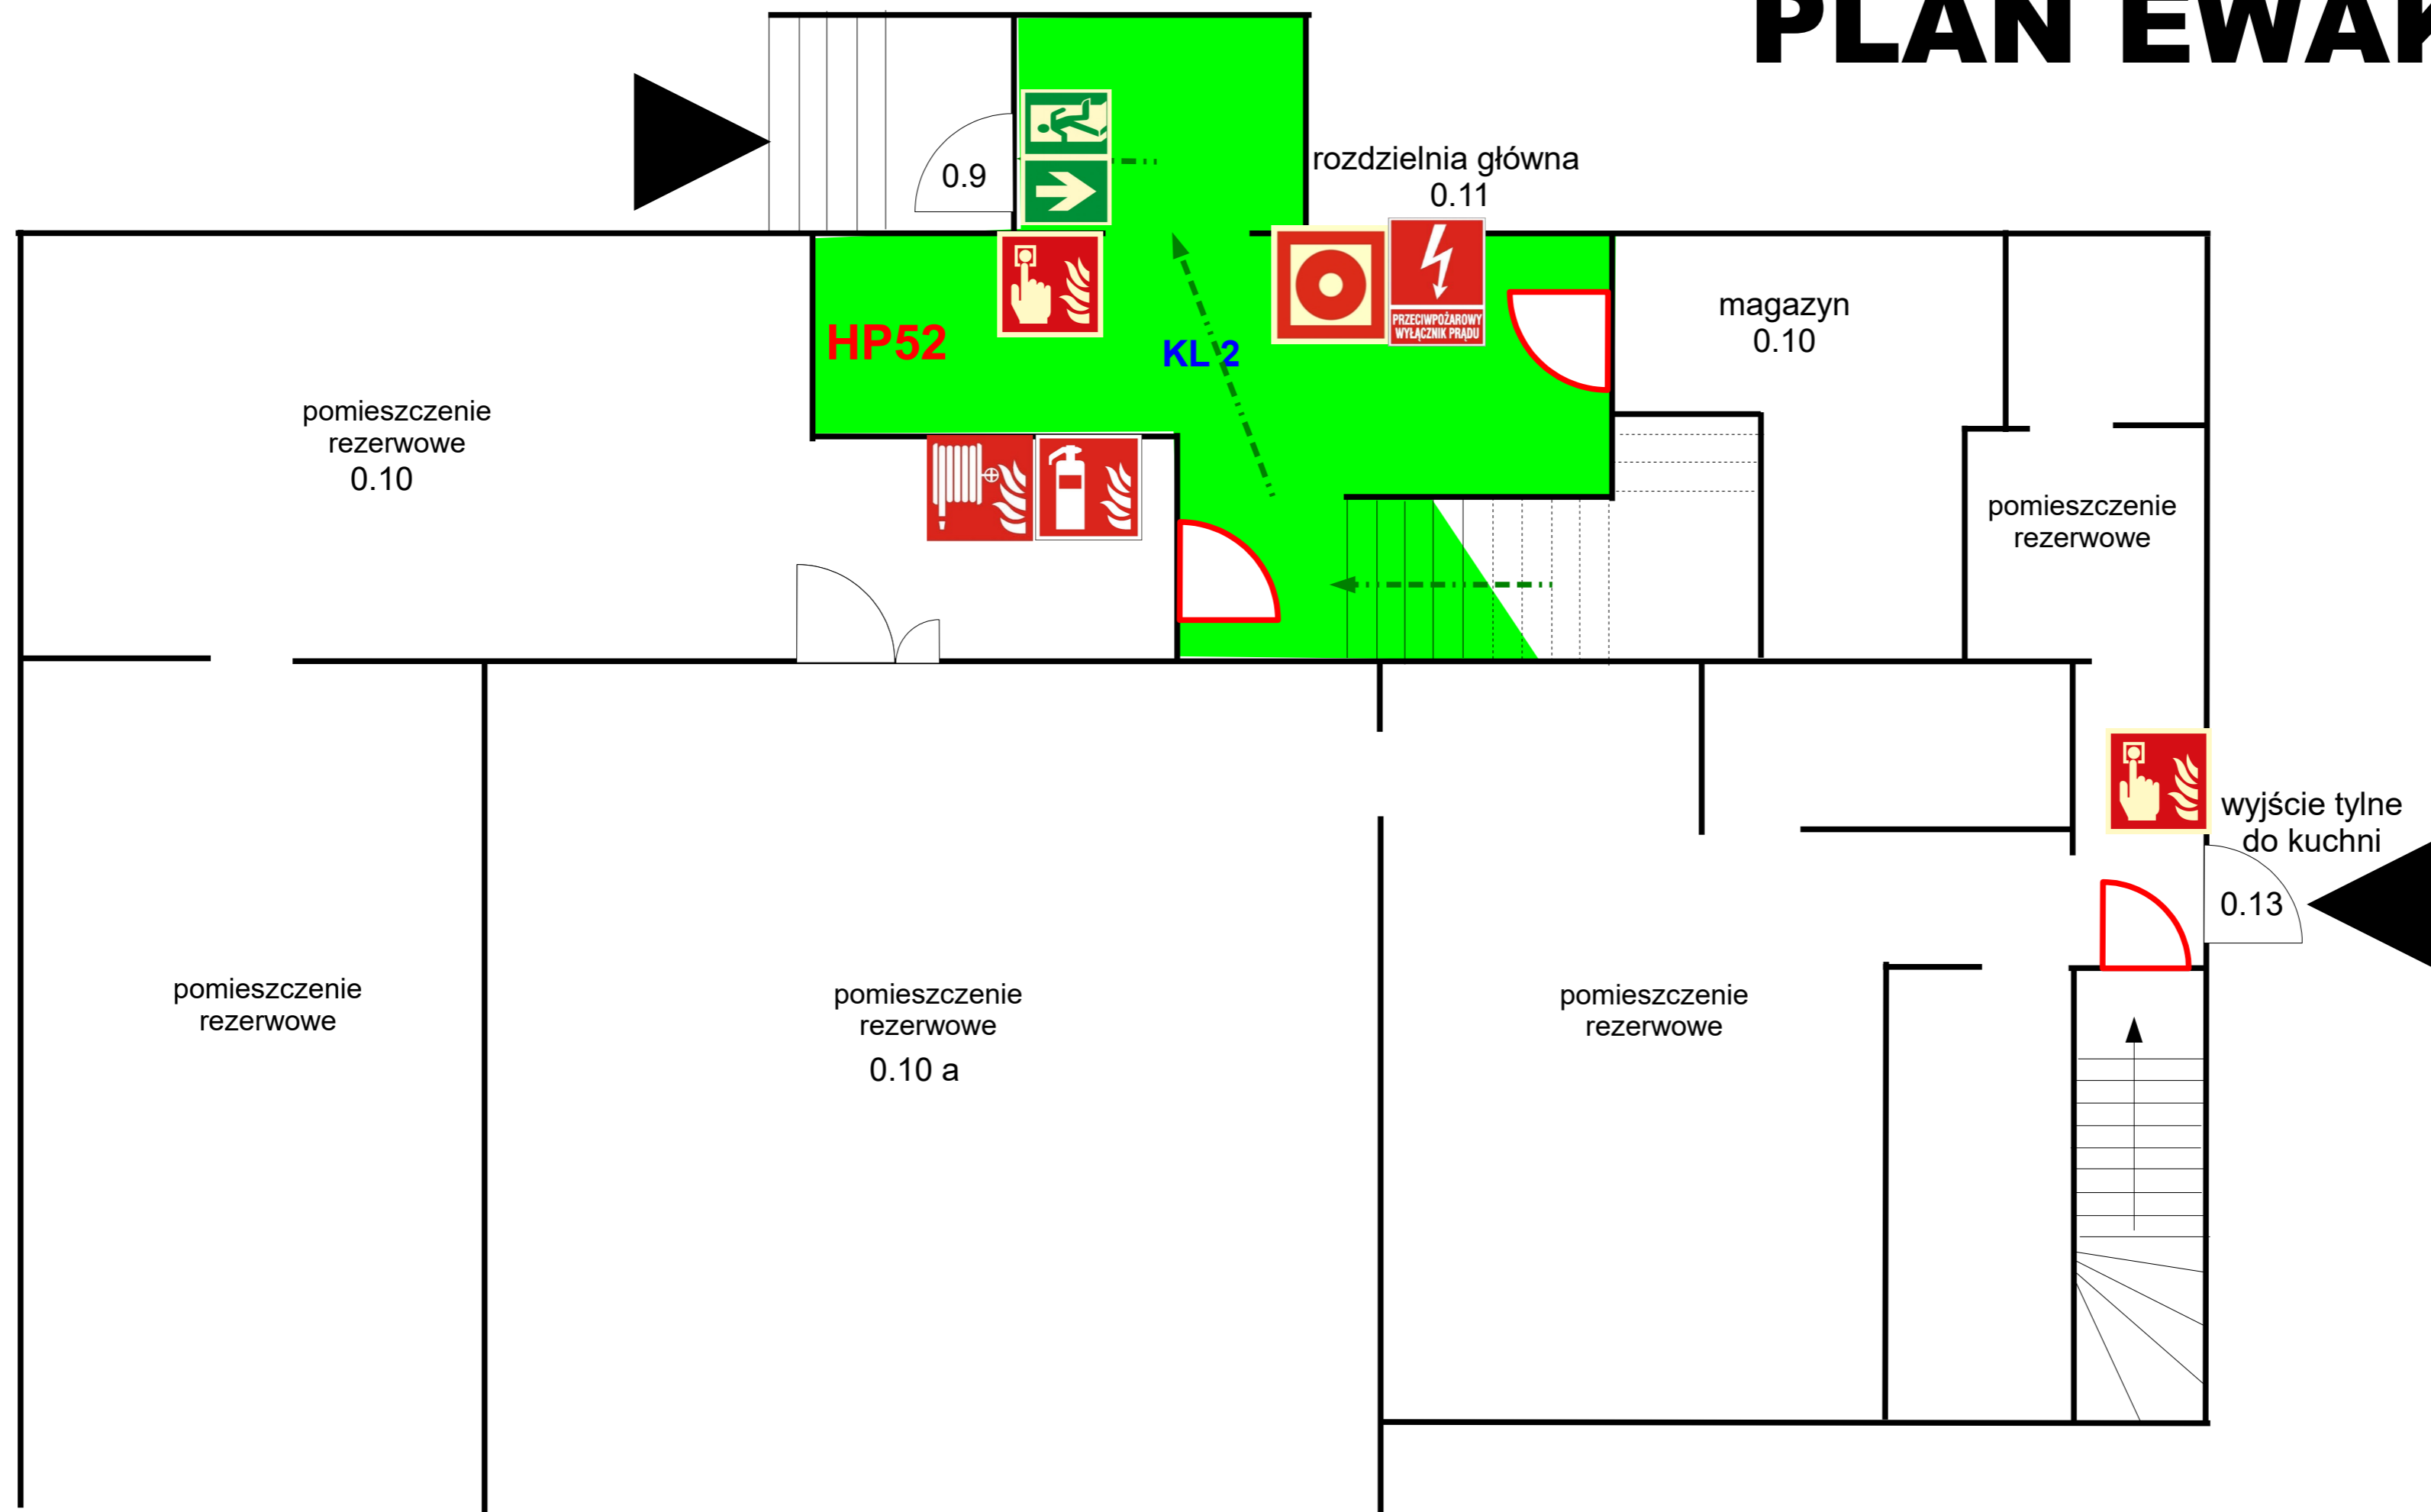 PLAN EWAK
0.9
rozdzielnia główna
0.11
PRZECIWPOŻAROWY
WYŁĄCZNIK PRĄDU
magazyn
0.10
HP52
KL 2
pomieszczenie
rezerwowe
0.10
pomieszczenie
rezerwowe
wyjście tylne
do kuchni
0.13
pomieszczenie
rezerwowe
pomieszczenie
rezerwowe
0.10 a
pomieszczenie
rezerwowe